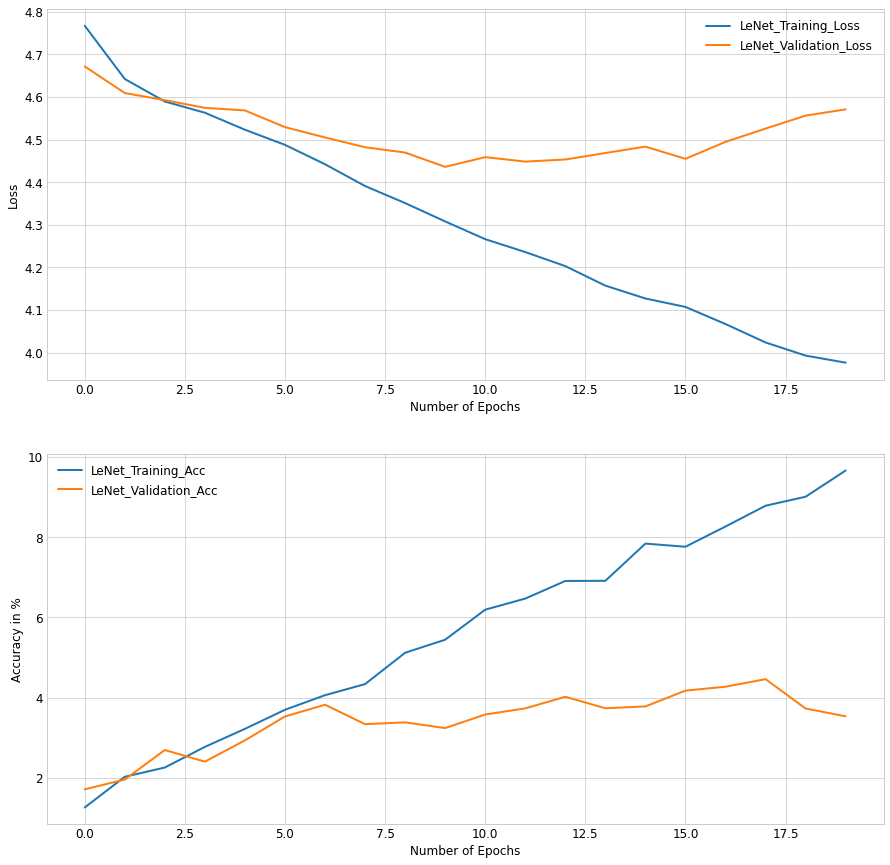 4.8
4.7
4.6
4.5
4.4
4.3
4.2
4.1
4.0
Loss
LeNet_Training_Loss
LeNet_Validation_Loss
0.0 2.5 5.0 7.5 10.0 12.5 15.0 17.5
Number of Epochs
10
8
6
4
2
Accuracy in %
LeNet_Training_Acc
LeNet_Validation_Acc
0.0 2.5 5.0 7.5 10.0 12.5 15.0 17.5
Number of Epochs